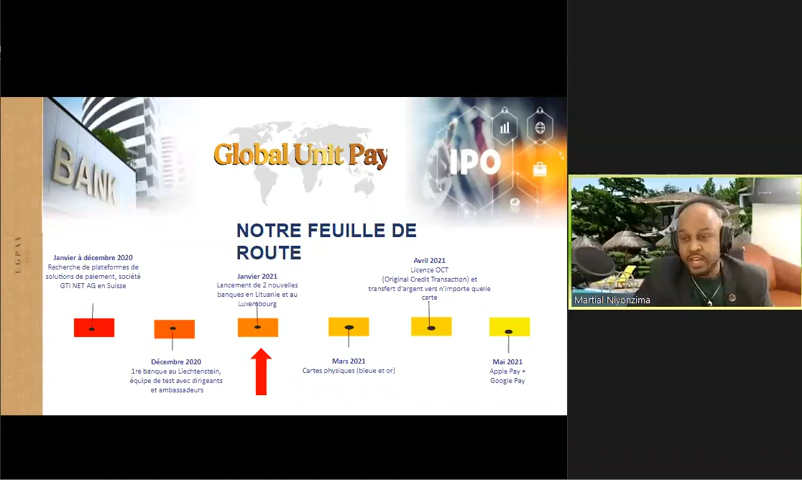 BANK
Global Unit Pay
IPO
NOTRE FEUILLE DE
ROUTE
UGPAY
Janvier à décembre 2020
Recherche de plateformes de
solutions de paiement, société
GTI NET AG en Suisse
Décembre 2020
1re banque au Liechtenstein,
équipe de test avec dirigeants
et ambassadeurs
Janvier 2021
Lancement de 2 nouvelles
banques en Lituanie et au
Luxembourg
Mars 2021
Cartes physiques (bleue et or)
Avril 2021
Licence OCT
(Original Credit Transaction) et
transfert d'argent vers n'importe quelle
carte
Mai 2021
Apple Pay +
Google Pay
Martial Niyonzima